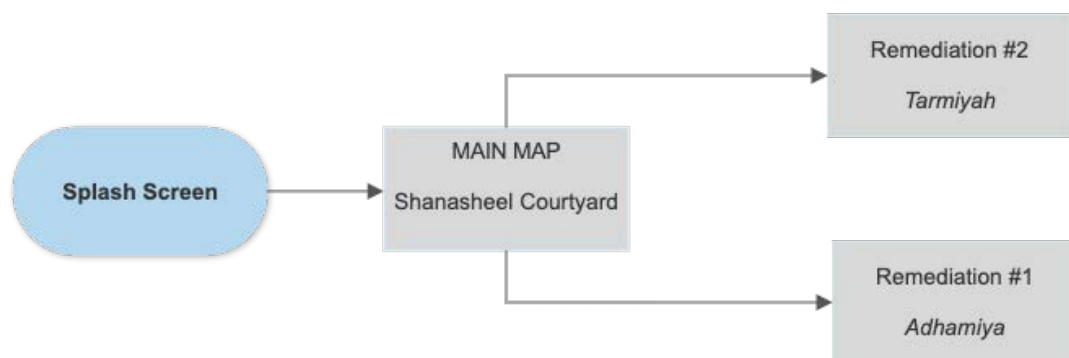 Splash Screen
MAIN MAP
Shanasheel Courtyard
Remediation #2
Tarmiyah
Remediation #1
Adhamiya